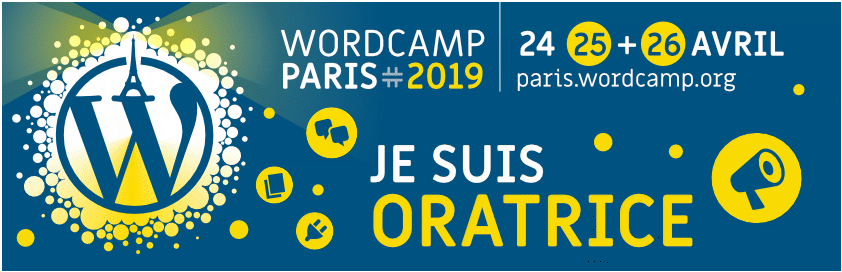 WORDCAMP
PARIS#2019
24 25 + 26 AVRIL
paris.wordcamp.org
JE SUIS
ORATRICE